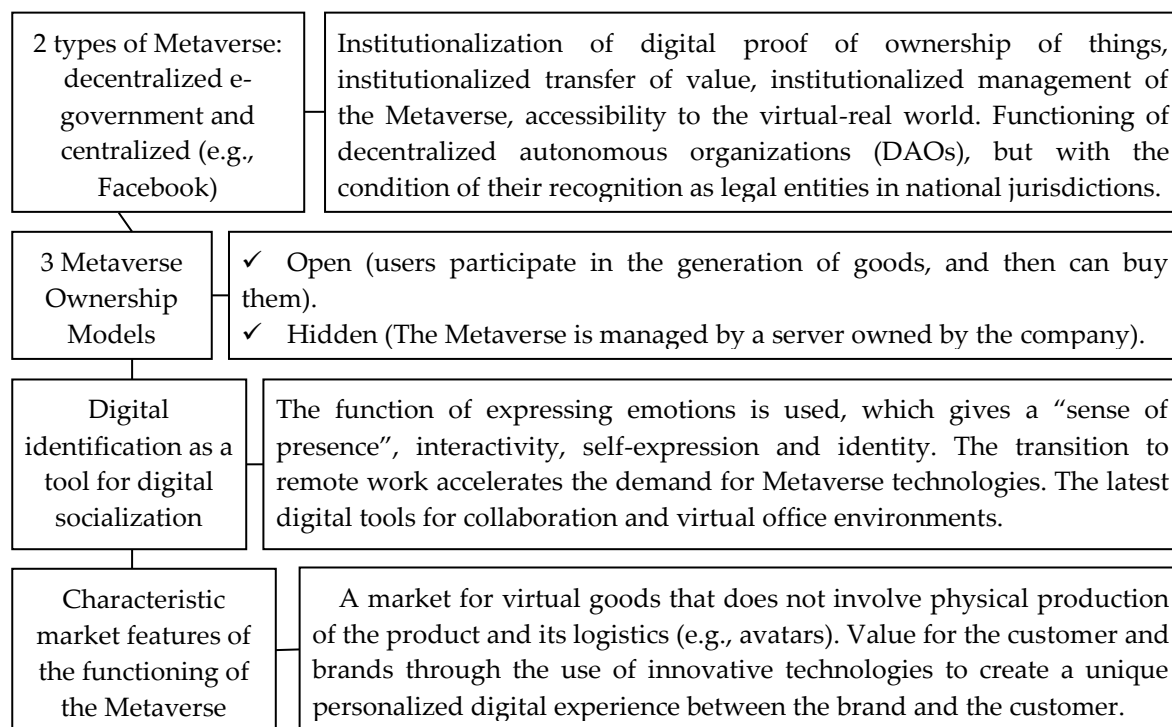 2 types of Metaverse:
decentralized e-
government and
centralized (e.g.,
Facebook)
Institutionalization of digital proof of ownership of things,
institutionalized transfer of value, institutionalized management of
the Metaverse, accessibility to the virtual-real world. Functioning of
decentralized autonomous organizations (DAOs), but with the
condition of their recognition as legal entities in national jurisdictions.
3 Metaverse
Ownership
Models
✓ Open (users participate in the generation of goods, and then can buy
them).
✓ Hidden (The Metaverse is managed by a server owned by the company).
Digital
identification as a
tool for digital
socialization
The function of expressing emotions is used, which gives a “sense of
presence”, interactivity, self-expression and identity. The transition to
remote work accelerates the demand for Metaverse technologies. The latest
digital tools for collaboration and virtual office environments.
Characteristic
market features of
the functioning of
the Metaverse
A market for virtual goods that does not involve physical production
of the product and its logistics (e.g., avatars). Value for the customer and
brands through the use of innovative technologies to create a unique
personalized digital experience between the brand and the customer.